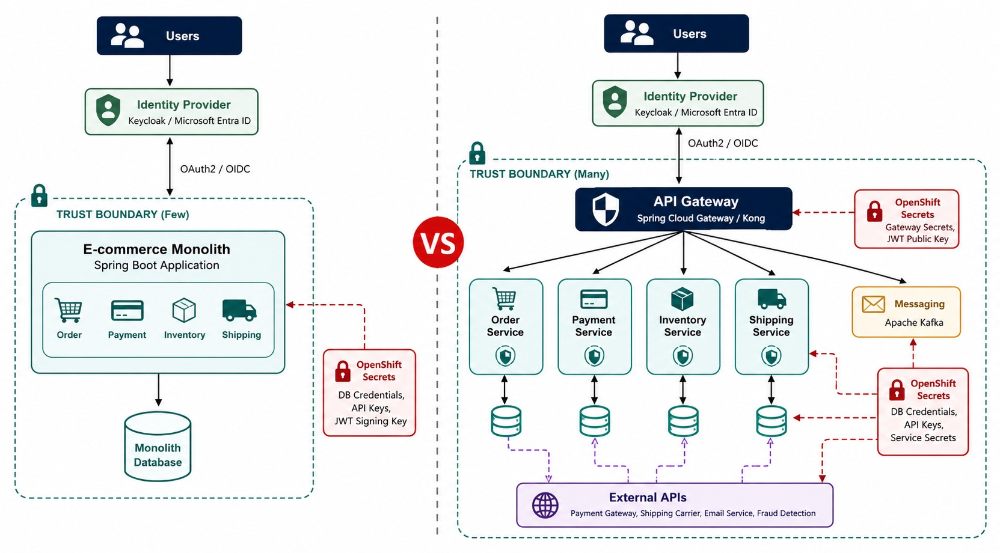 Users
Identity Provider
Keycloak / Microsoft Entra ID
OAuth2 / OIDC
TRUST BOUNDARY (Few)
E-commerce Monolith
Spring Boot Application
Order
Payment
Inventory
Shipping
OpenShift
Secrets
DB Credentials,
API Keys,
JWT Signing Key
Monolith
Database
VS
Users
Identity Provider
Keycloak / Microsoft Entra ID
OAuth2 / OIDC
TRUST BOUNDARY (Many)
API Gateway
Spring Cloud Gateway / Kong
OpenShift
Secrets
Gateway Secrets,
JWT Public Key
Order
Service
Payment
Service
Inventory
Service
Shipping
Service
Messaging
Apache Kafka
OpenShift
Secrets
DB Credentials,
API Keys,
Service Secrets
External APIs
Payment Gateway, Shipping Carrier, Email Service, Fraud Detection